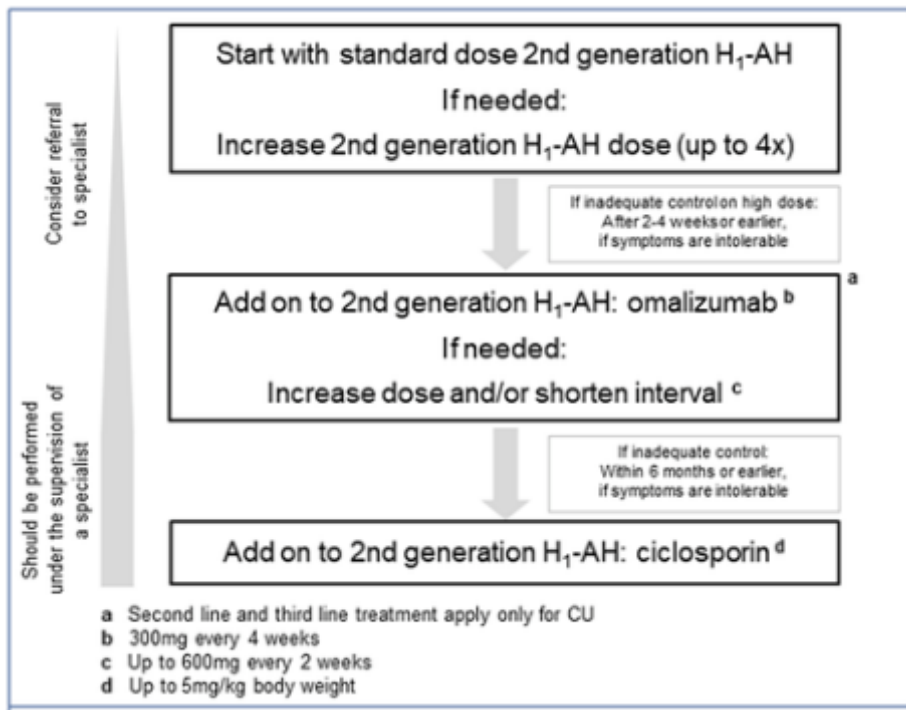 Start with standard dose 2nd generation H₁-AH
If needed:
Increase 2nd generation H₁-AH dose (up to 4x)
Consider referral
to specialist
If inadequate control on high dose:
After 2-4 weeks or earlier,
if symptoms are intolerable
a
Add on to 2nd generation H₁-AH: omalizumab ᵇ
If needed:
Increase dose and/or shorten interval ᶜ
Should be performed
under the supervision of
a specialist
If inadequate control:
Within 6 months or earlier,
if symptoms are intolerable
Add on to 2nd generation H₁-AH: ciclosporin ᵈ
a Second line and third line treatment apply only for CU
b 300mg every 4 weeks
c Up to 600mg every 2 weeks
d Up to 5mg/kg body weight